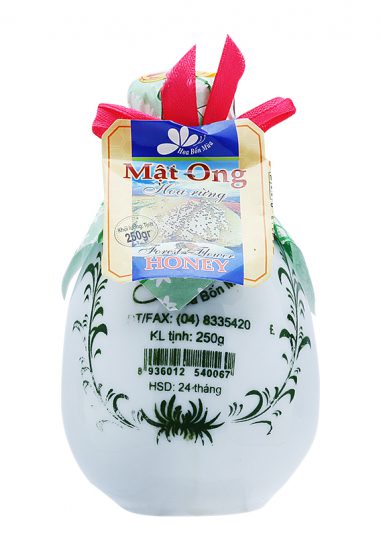 Hoa Bốn Mùa
Mật Ong
Hoa rừng
Khối lượng tịnh
250gr
Forest Flower
HONEY
Bốn M
ĐT/FAX: (04) 8335420
KL tịnh: 250g
8 936012 540067
HSD: 24 tháng